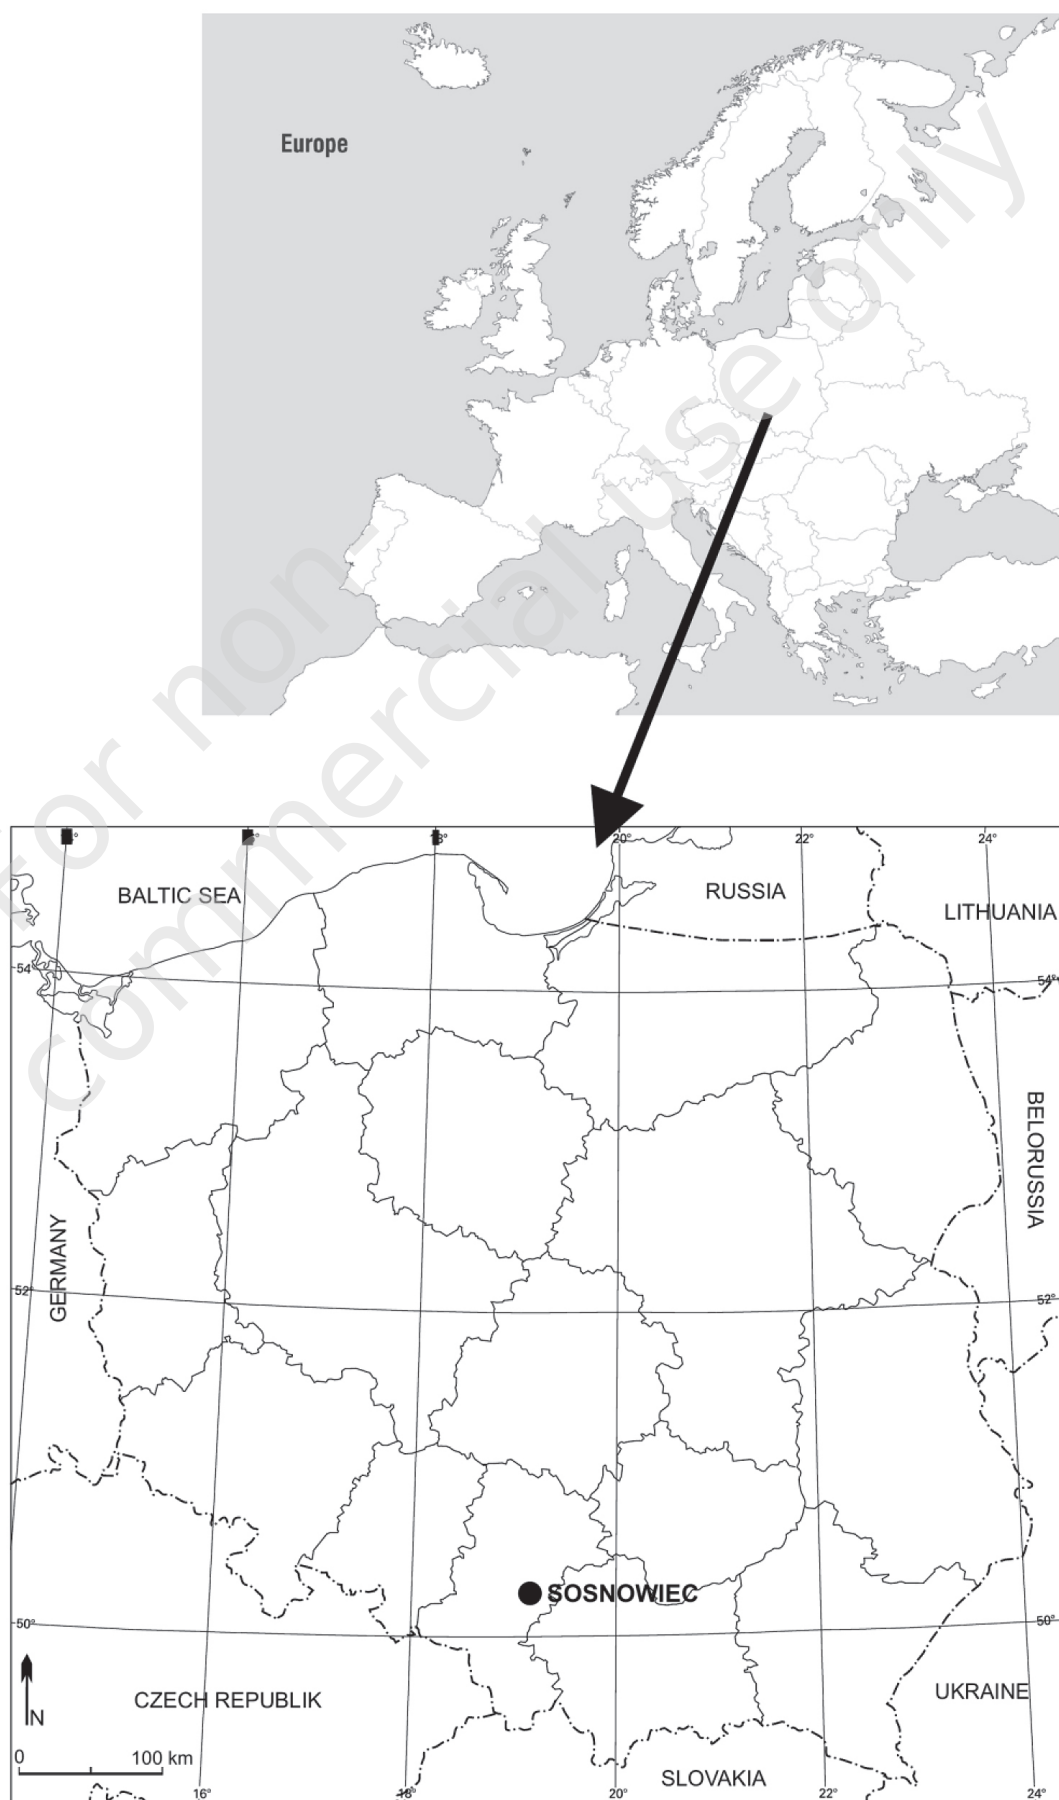 Europe
For non-
commercial use only
20°
22°
24°
BALTIC SEA
RUSSIA
LITHUANIA
54°
54°
BELORUSSIA
GERMANY
52°
52°
SOSNOWIEC
50°
50°
N
CZECH REPUBLIK
UKRAINE
0
100 km
SLOVAKIA
16°
18°
20°
22°
24°